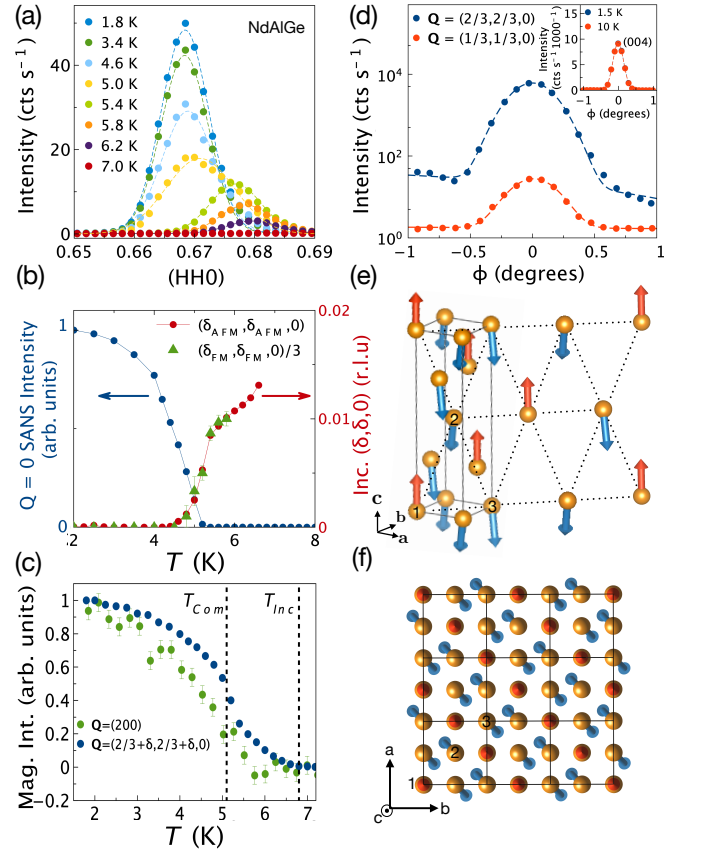 (a)
NdAlGe
1.8 K
3.4 K
4.6 K
5.0 K
5.4 K
5.8 K
6.2 K
7.0 K
Intensity (cts s⁻¹)
40
20
0
0.65
0.66
0.67
0.68
0.69
(HH0)
(d)
Q = (2/3,2/3,0)
Q = (1/3,1/3,0)
Intensity (cts s⁻¹)
10⁴
10²
10⁰
−1
−0.5
0
0.5
1
ϕ (degrees)
1.5 K
10 K
(004)
Intensity
(cts s⁻¹ 1000⁻¹)
15
10
5
0
−1
0
1
ϕ (degrees)
(b)
Q = 0 SANS Intensity
(arb. units)
1
0
(δAFM,δAFM,0)
(δFM,δFM,0)/3
0.02
0.01
0
Inc. (δ,δ,0) (r.l.u)
2
4
6
8
T (K)
(e)
1
2
3
c
b
a
(c)
Mag. Int. (arb. units)
1
0.8
0.6
0.4
0.2
0
−0.2
TCom
TInc
Q=(200)
Q=(2/3+δ,2/3+δ,0)
2
3
4
5
6
7
T (K)
(f)
3
2
1
a
b
c